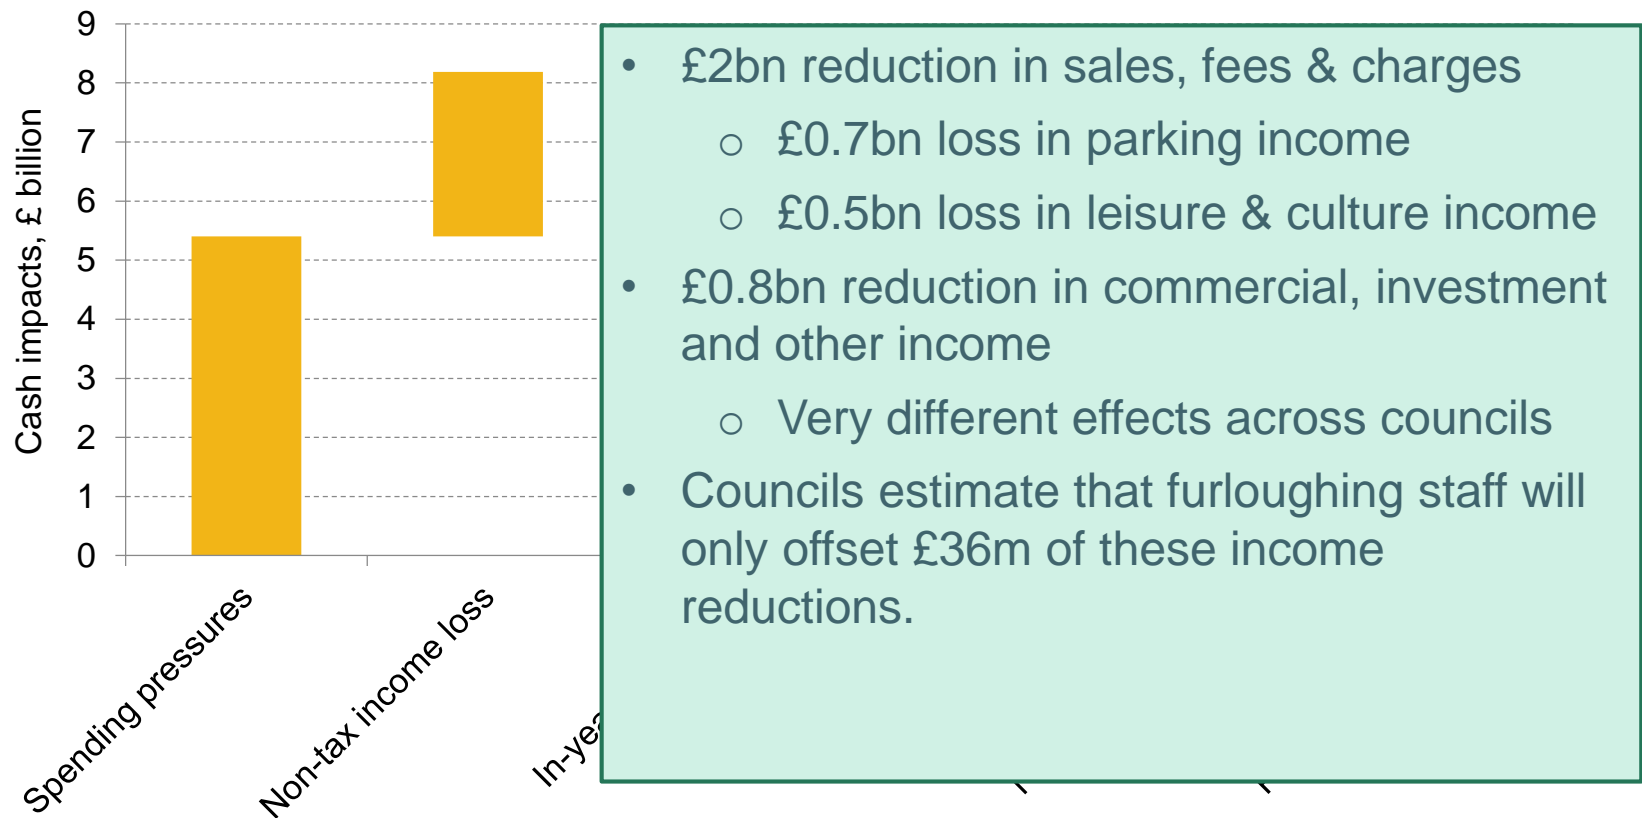 9
8
7
6
5
4
3
2
1
0
Cash impacts, £ billion
Spending pressures
Non-tax income loss
• £2bn reduction in sales, fees & charges
o £0.7bn loss in parking income
o £0.5bn loss in leisure & culture income
• £0.8bn reduction in commercial, investment
and other income
o Very different effects across councils
• Councils estimate that furloughing staff will
only offset £36m of these income
reductions.